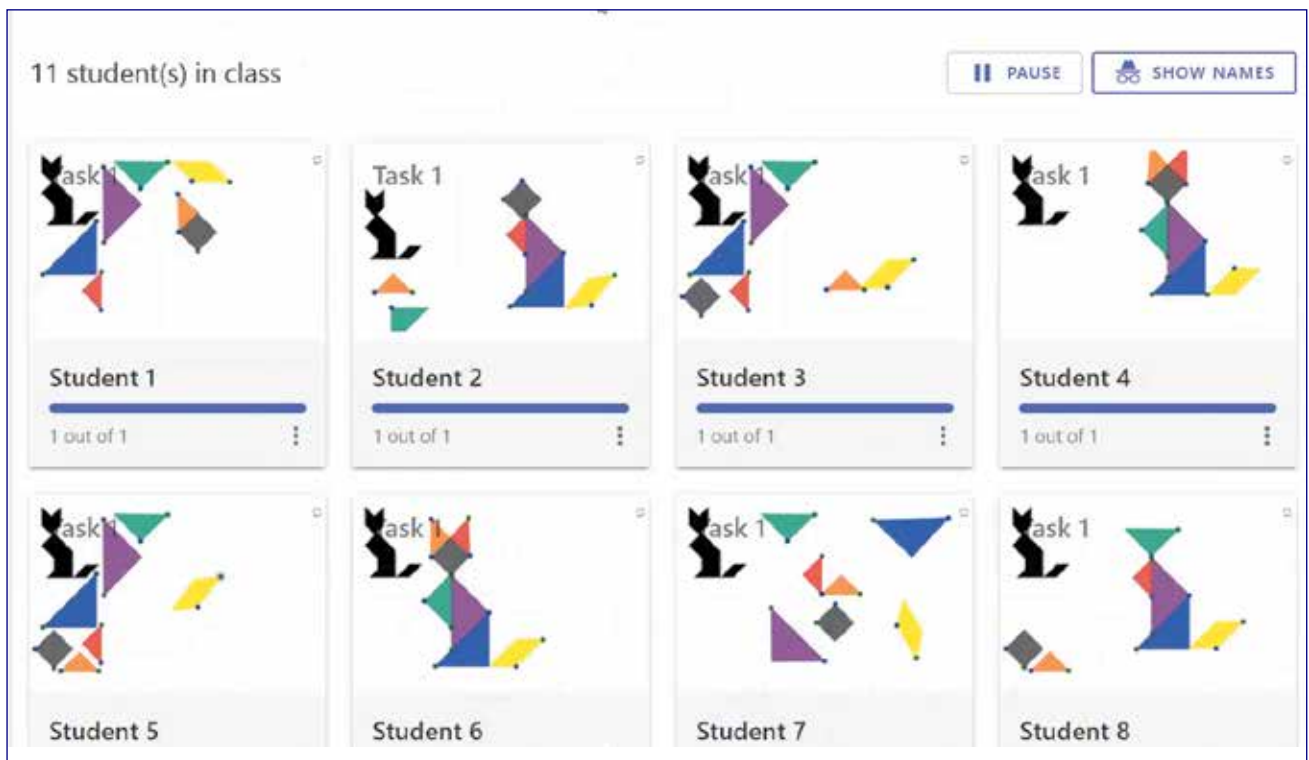 11 student(s) in class
PAUSE
SHOW NAMES
Task 1
Task 1
Task 1
Task 1
Student 1
Student 2
Student 3
Student 4
1 out of 1
1 out of 1
1 out of 1
1 out of 1
Task 1
Task 1
Task 1
Task 1
Student 5
Student 6
Student 7
Student 8